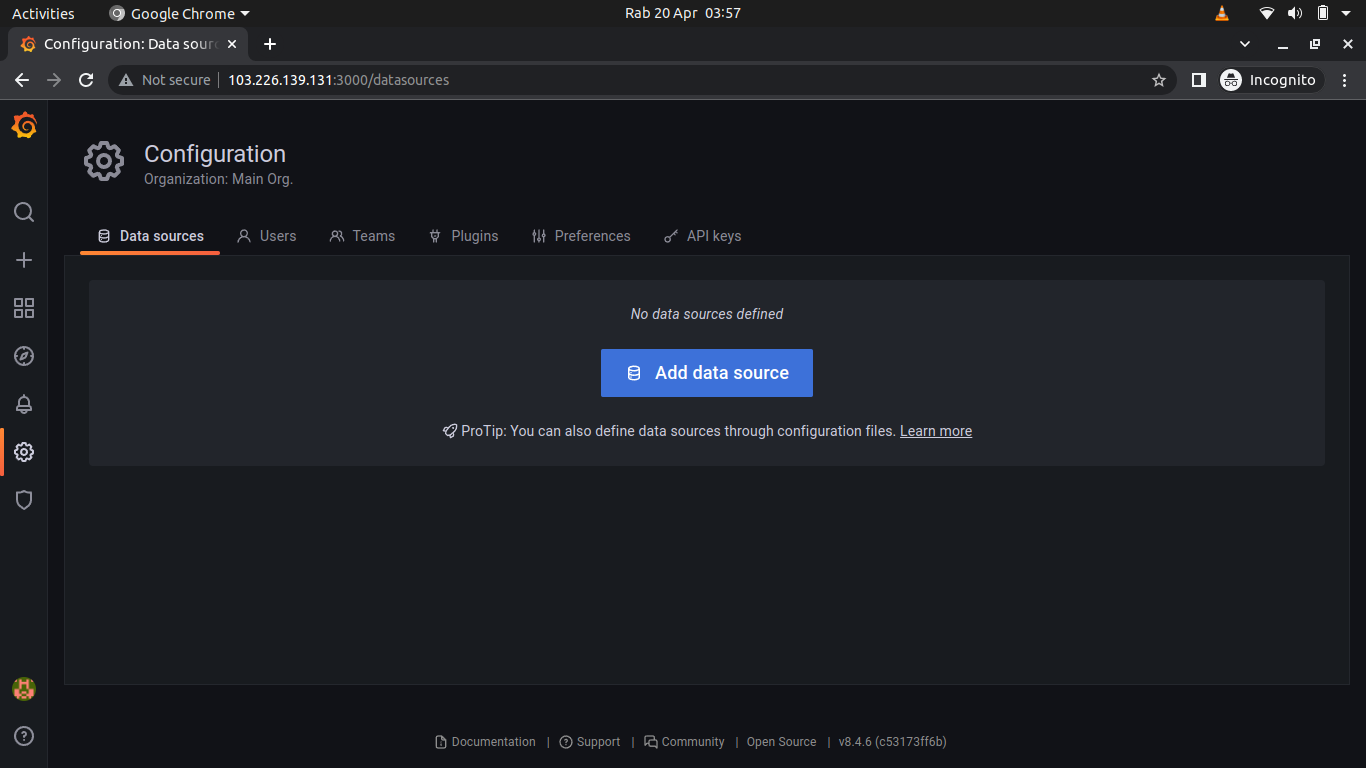 Activities Google Chrome Rab 20 Apr 03:57
Configuration: Data sour
Not secure 103.226.139.131:3000/datasources Incognito
Configuration
Organization: Main Org.
Data sources Users Teams Plugins Preferences API keys
No data sources defined
Add data source
ProTip: You can also define data sources through configuration files. Learn more
Documentation | Support | Community | Open Source | v8.4.6 (c53173ff6b)